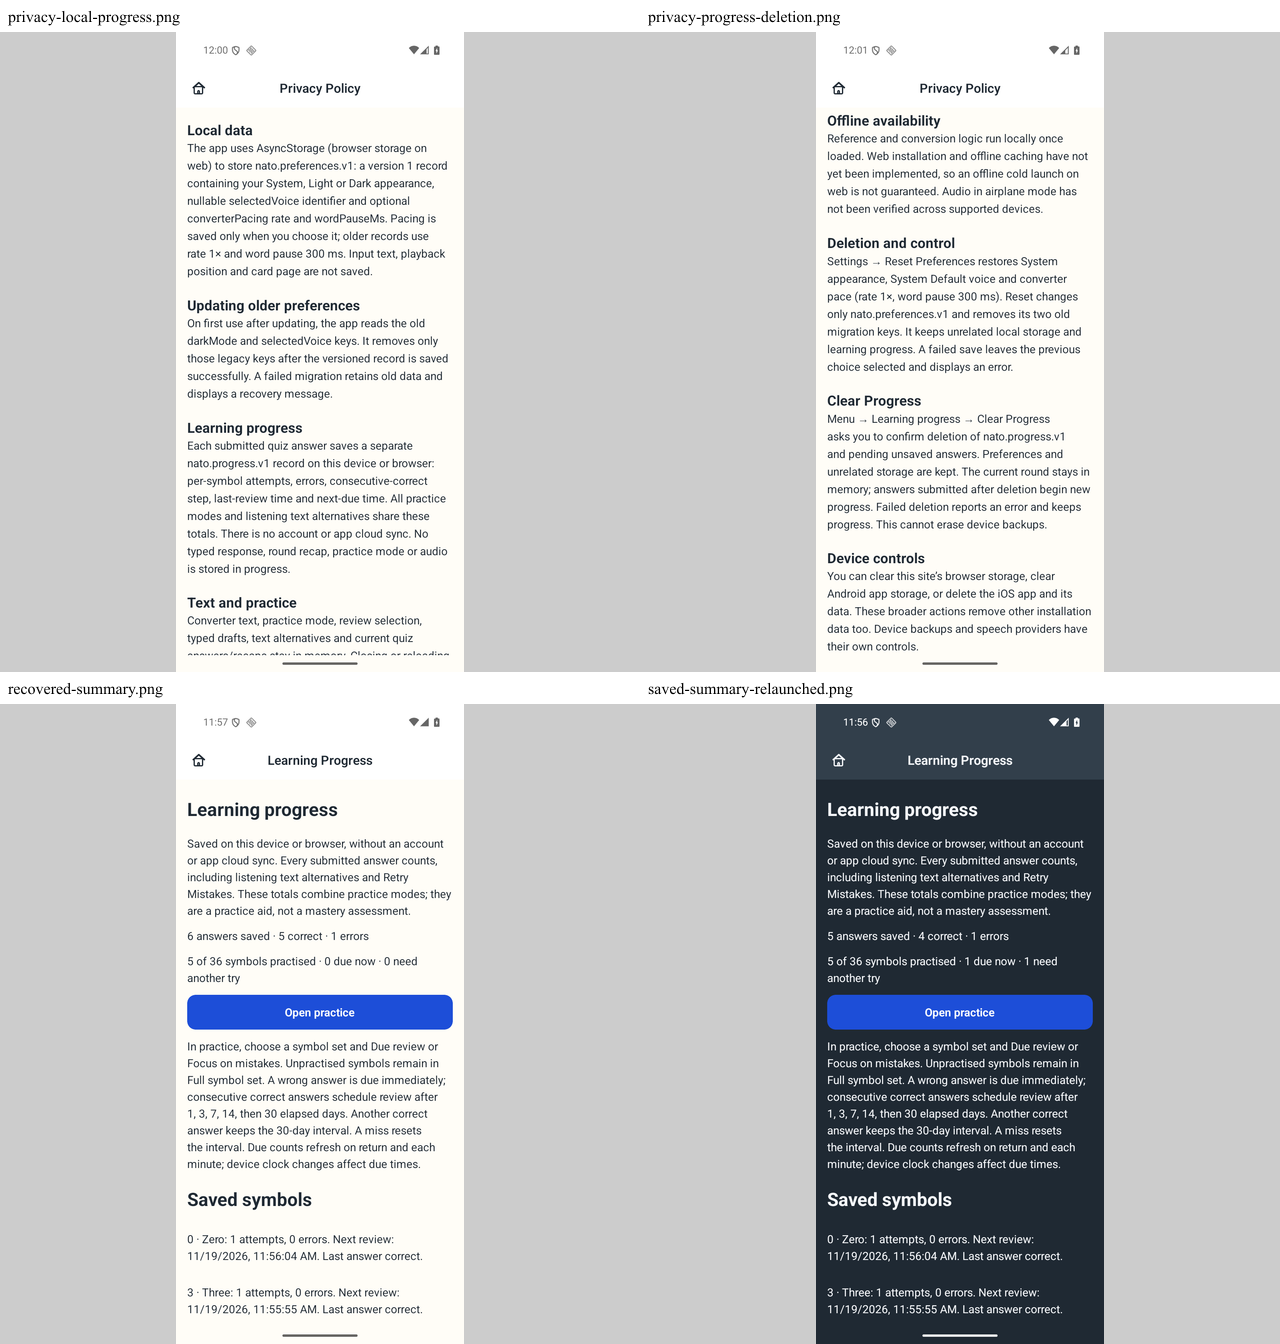 privacy-local-progress.png
12:00
Privacy Policy
Local data
The app uses AsyncStorage (browser storage on
web) to store nato.preferences.v1: a version 1 record
containing your System, Light or Dark appearance,
nullable selectedVoice identifier and optional
converterPacing rate and wordPauseMs. Pacing is
saved only when you choose it; older records use
rate 1× and word pause 300 ms. Input text, playback
position and card page are not saved.
Updating older preferences
On first use after updating, the app reads the old
darkMode and selectedVoice keys. It removes only
those legacy keys after the versioned record is saved
successfully. A failed migration retains old data and
displays a recovery message.
Learning progress
Each submitted quiz answer saves a separate
nato.progress.v1 record on this device or browser:
per-symbol attempts, errors, consecutive-correct
step, last-review time and next-due time. All practice
modes and listening text alternatives share these
totals. There is no account or app cloud sync. No
typed response, round recap, practice mode or audio
is stored in progress.
Text and practice
Converter text, practice mode, review selection,
typed drafts, text alternatives and current quiz
answers/recaps stay in memory. Closing or reloading
privacy-progress-deletion.png
12:01
Privacy Policy
Offline availability
Reference and conversion logic run locally once
loaded. Web installation and offline caching have not
yet been implemented, so an offline cold launch on
web is not guaranteed. Audio in airplane mode has
not been verified across supported devices.
Deletion and control
Settings → Reset Preferences restores System
appearance, System Default voice and converter
pace (rate 1×, word pause 300 ms). Reset changes
only nato.preferences.v1 and removes its two old
migration keys. It keeps unrelated local storage and
learning progress. A failed save leaves the previous
choice selected and displays an error.
Clear Progress
Menu → Learning progress → Clear Progress
asks you to confirm deletion of nato.progress.v1
and pending unsaved answers. Preferences and
unrelated storage are kept. The current round stays in
memory; answers submitted after deletion begin new
progress. Failed deletion reports an error and keeps
progress. This cannot erase device backups.
Device controls
You can clear this site's browser storage, clear
Android app storage, or delete the iOS app and its
data. These broader actions remove other installation
data too. Device backups and speech providers have
their own controls.
recovered-summary.png
11:57
Learning Progress
Learning progress
Saved on this device or browser, without an account
or app cloud sync. Every submitted answer counts,
including listening text alternatives and Retry
Mistakes. These totals combine practice modes; they
are a practice aid, not a mastery assessment.
6 answers saved · 5 correct · 1 errors
5 of 36 symbols practised · 0 due now · 0 need
another try
Open practice
In practice, choose a symbol set and Due review or
Focus on mistakes. Unpractised symbols remain in
Full symbol set. A wrong answer is due immediately;
consecutive correct answers schedule review after
1, 3, 7, 14, then 30 elapsed days. Another correct
answer keeps the 30-day interval. A miss resets
the interval. Due counts refresh on return and each
minute; device clock changes affect due times.
Saved symbols
0 · Zero: 1 attempts, 0 errors. Next review:
11/19/2026, 11:56:04 AM. Last answer correct.
3 · Three: 1 attempts, 0 errors. Next review:
11/19/2026, 11:55:55 AM. Last answer correct.
saved-summary-relaunched.png
11:56
Learning Progress
Learning progress
Saved on this device or browser, without an account
or app cloud sync. Every submitted answer counts,
including listening text alternatives and Retry
Mistakes. These totals combine practice modes; they
are a practice aid, not a mastery assessment.
5 answers saved · 4 correct · 1 errors
5 of 36 symbols practised · 1 due now · 1 need
another try
Open practice
In practice, choose a symbol set and Due review or
Focus on mistakes. Unpractised symbols remain in
Full symbol set. A wrong answer is due immediately;
consecutive correct answers schedule review after
1, 3, 7, 14, then 30 elapsed days. Another correct
answer keeps the 30-day interval. A miss resets
the interval. Due counts refresh on return and each
minute; device clock changes affect due times.
Saved symbols
0 · Zero: 1 attempts, 0 errors. Next review:
11/19/2026, 11:56:04 AM. Last answer correct.
3 · Three: 1 attempts, 0 errors. Next review:
11/19/2026, 11:55:55 AM. Last answer correct.